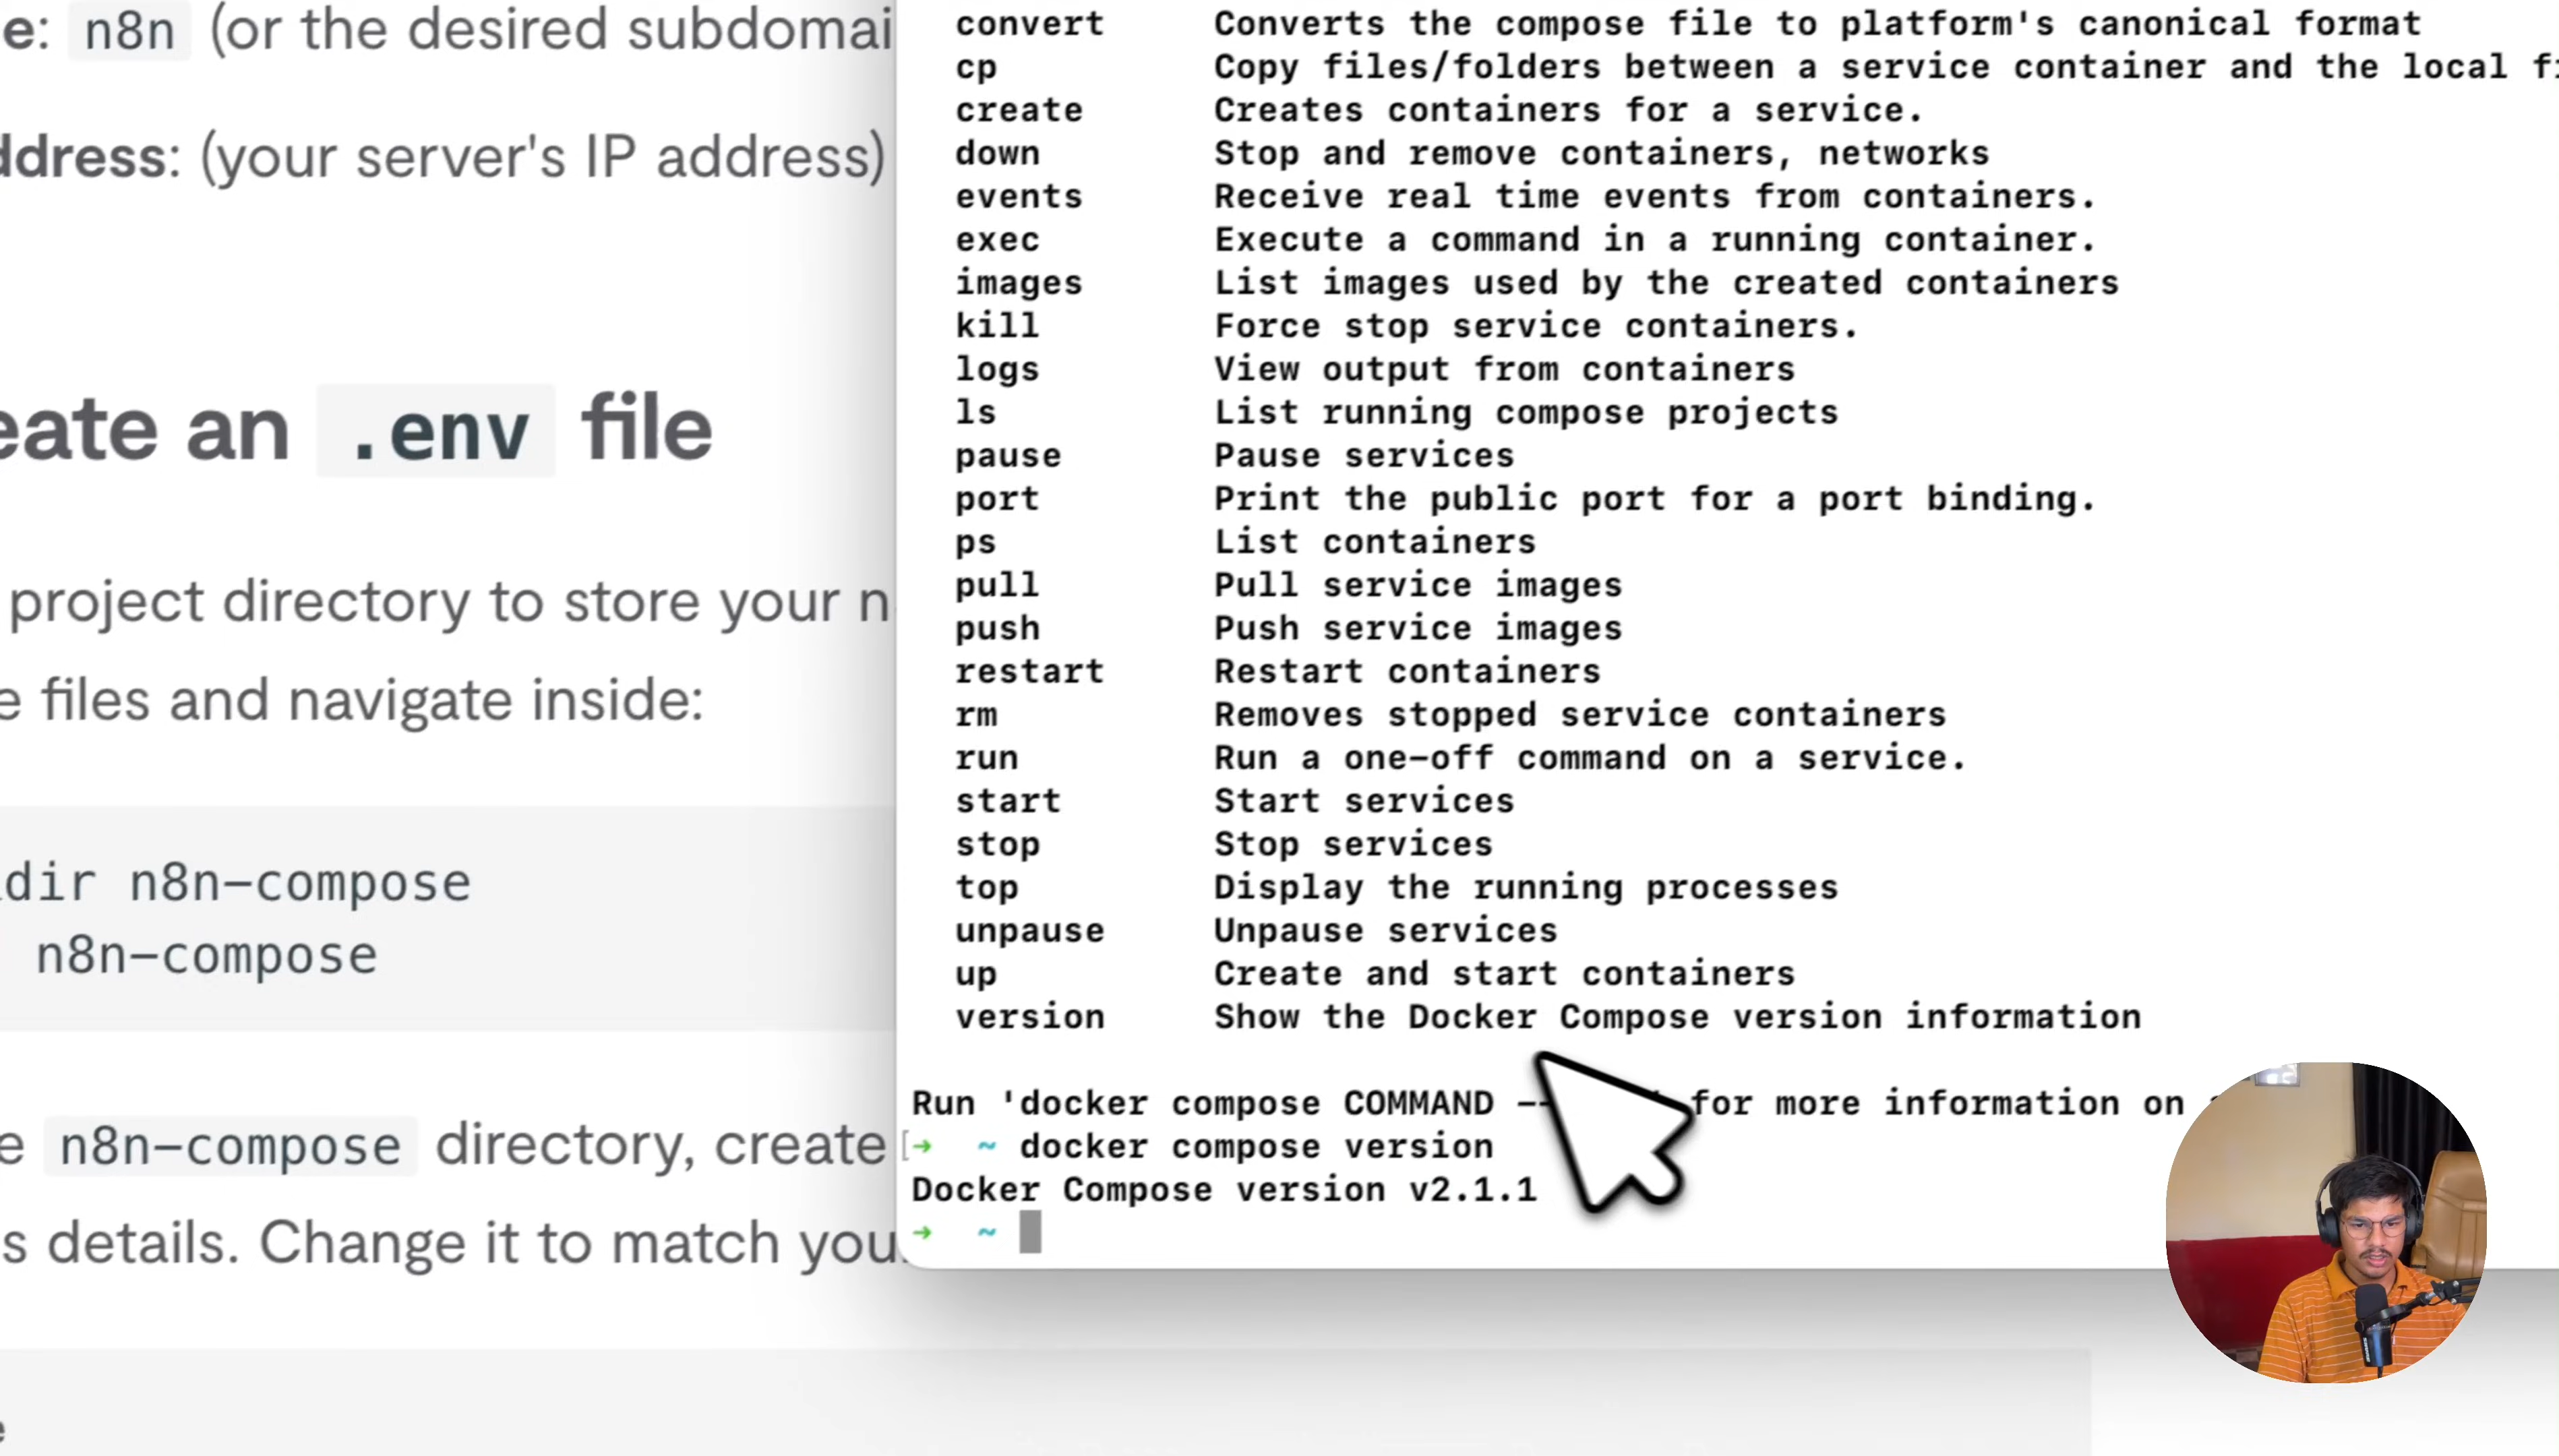 e: n8n (or the desired subdomai
ddress: (your server's IP address)
eate an .env file
project directory to store your n
e files and navigate inside:
dir n8n-compose
n8n-compose
e n8n-compose directory, create
s details. Change it to match you
e
convert Converts the compose file to platform's canonical format
cp Copy files/folders between a service container and the local fi
create Creates containers for a service.
down Stop and remove containers, networks
events Receive real time events from containers.
exec Execute a command in a running container.
images List images used by the created containers
kill Force stop service containers.
logs View output from containers
ls List running compose projects
pause Pause services
port Print the public port for a port binding.
ps List containers
pull Pull service images
push Push service images
restart Restart containers
rm Removes stopped service containers
run Run a one-off command on a service.
start Start services
stop Stop services
top Display the running processes
unpause Unpause services
up Create and start containers
version Show the Docker Compose version information
Run 'docker compose COMMAND for more information on
→ ~ docker compose version
Docker Compose version v2.1.1
→ ~